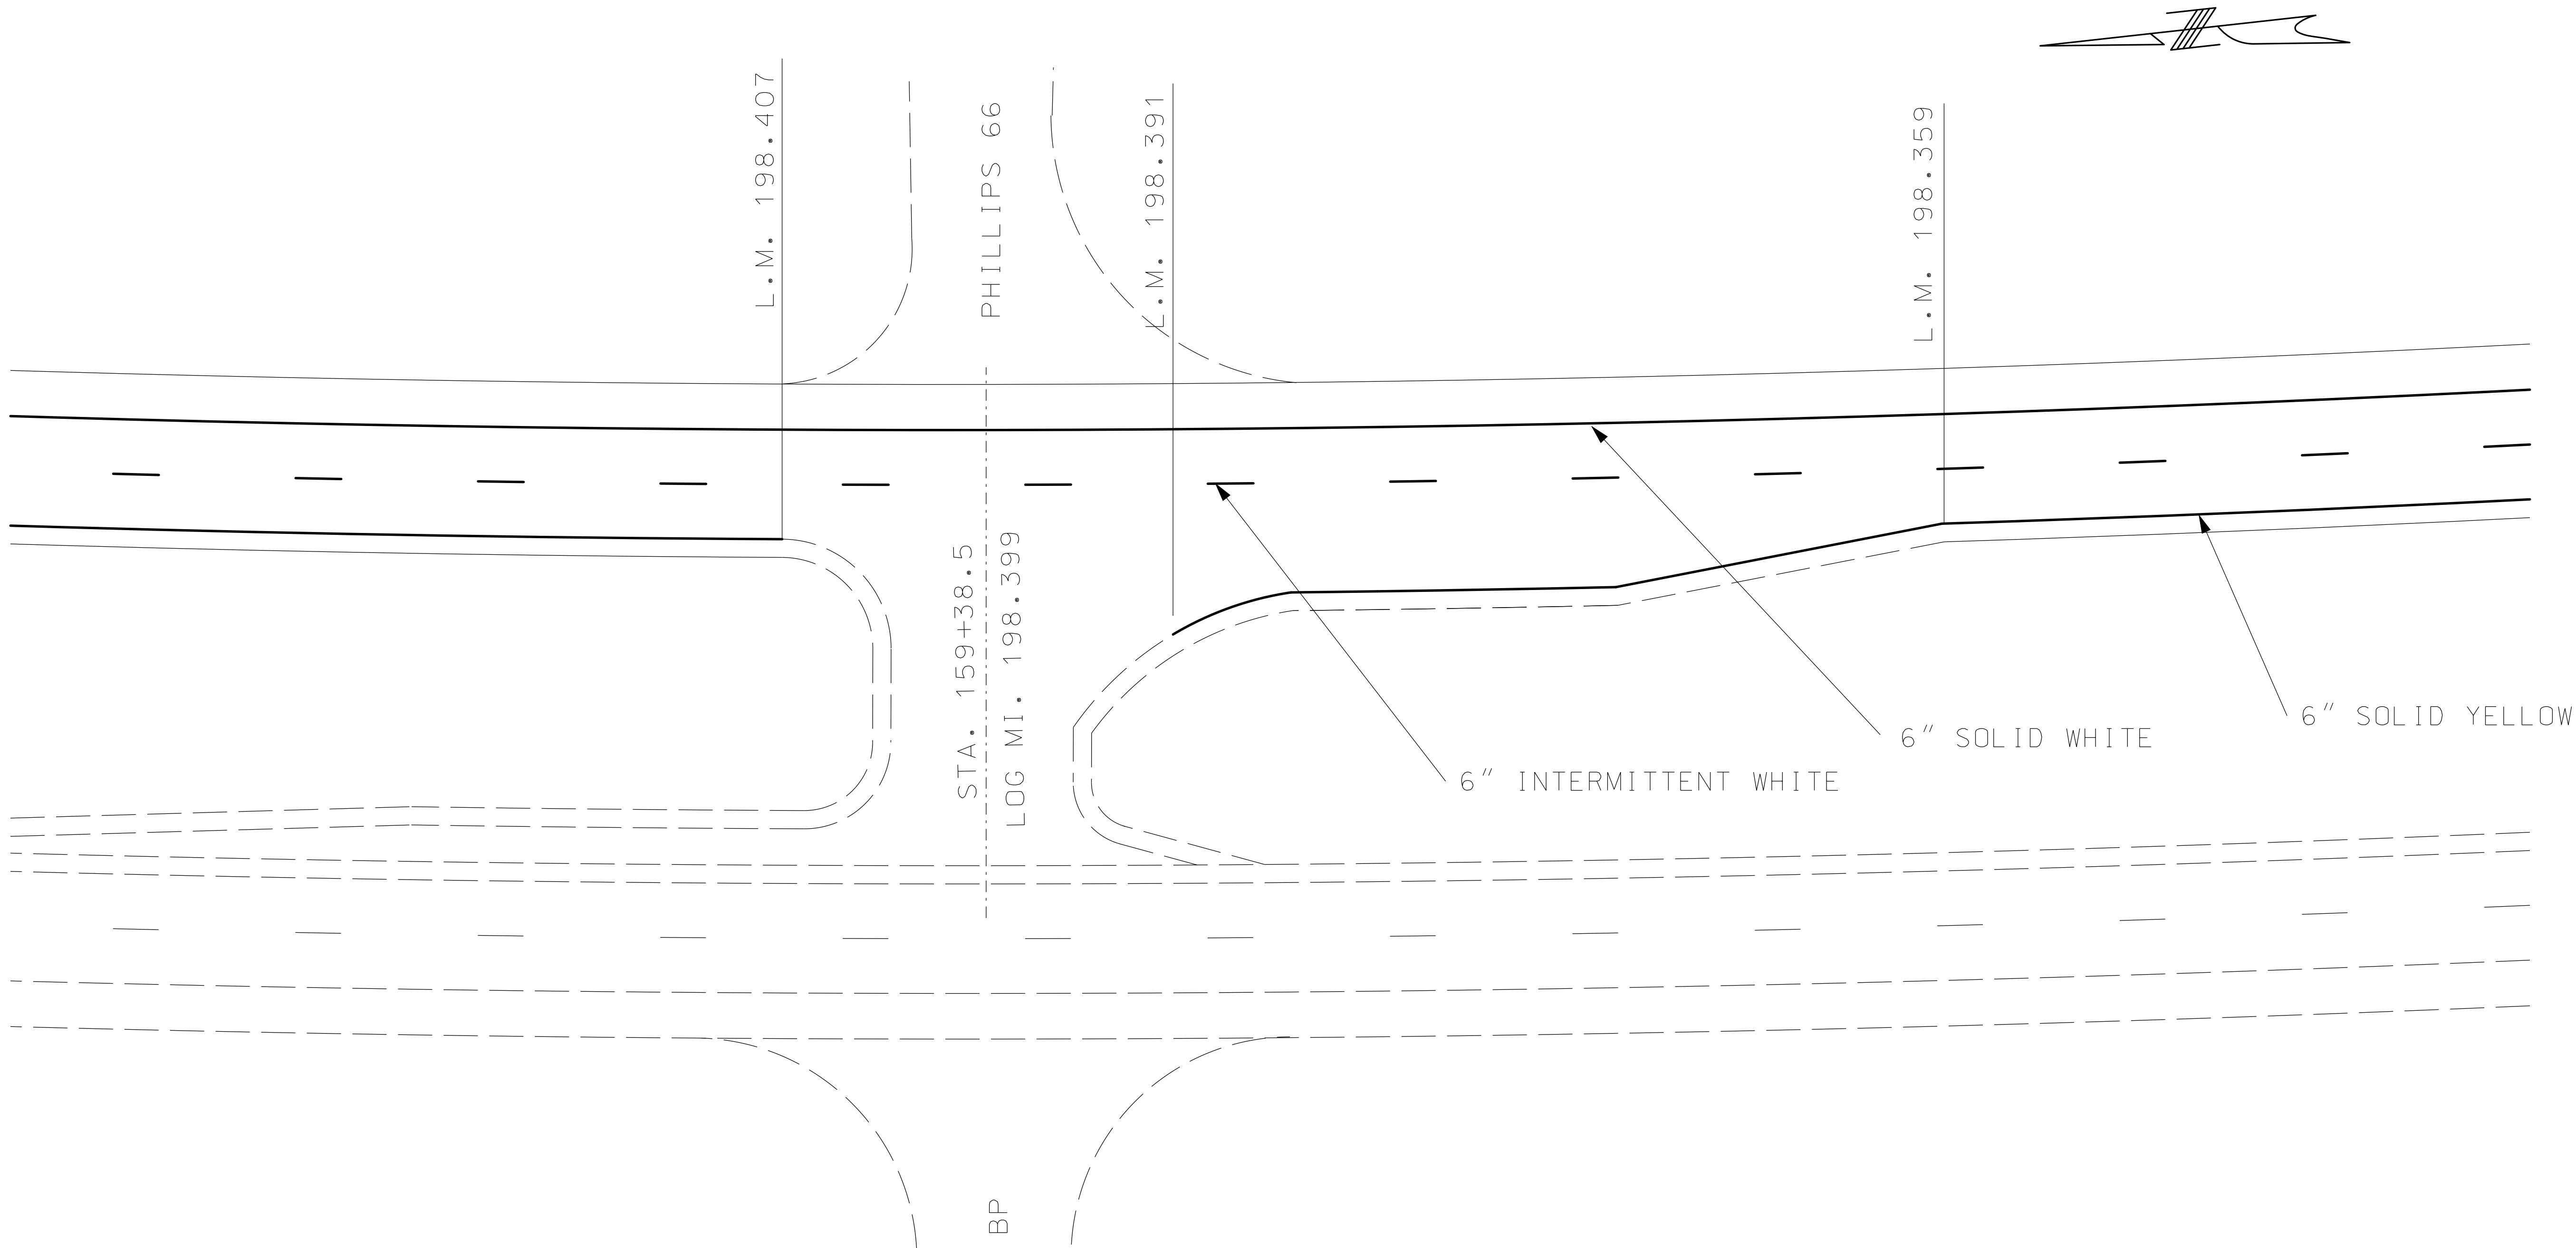 L.M. 198.407
PHILLIPS 66
L.M. 198.391
L.M. 198.359
STA. 159+38.5
LOG MI. 198.399
6" SOLID YELLOW
6" SOLID WHITE
6" INTERMITTENT WHITE
BP